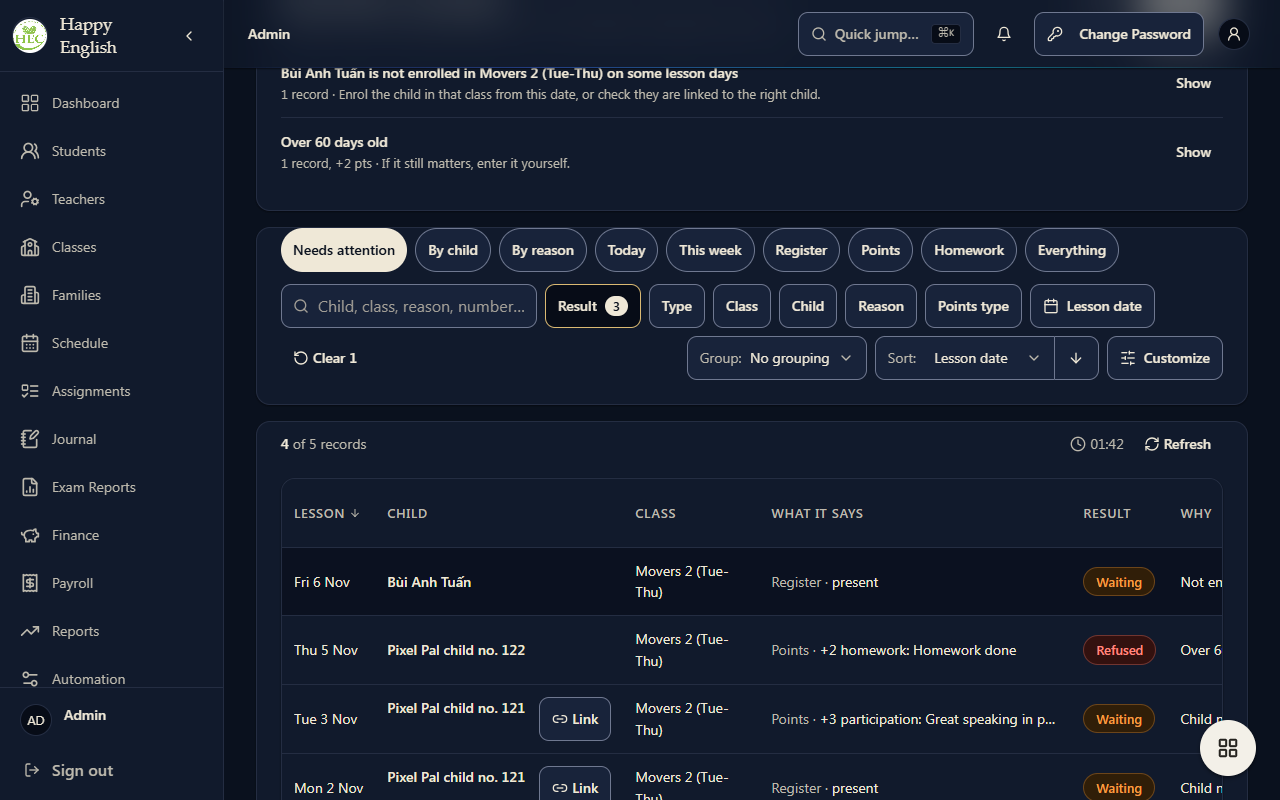 Happy
English
HEC
Admin
Quick jump...
⌘K
Change Password
Dashboard
Students
Teachers
Classes
Families
Schedule
Assignments
Journal
Exam Reports
Finance
Payroll
Reports
Automation
AD
Admin
Sign out
Bùi Anh Tuấn is not enrolled in Movers 2 (Tue-Thu) on some lesson days
1 record · Enrol the child in that class from this date, or check they are linked to the right child.
Show
Over 60 days old
1 record, +2 pts · If it still matters, enter it yourself.
Show
Needs attention
By child
By reason
Today
This week
Register
Points
Homework
Everything
Child, class, reason, number...
Result 3
Type
Class
Child
Reason
Points type
Lesson date
Clear 1
Group: No grouping
Sort: Lesson date
Customize
4 of 5 records
01:42
Refresh
LESSON CHILD CLASS WHAT IT SAYS RESULT WHY
Fri 6 Nov Bùi Anh Tuấn Movers 2 (Tue-
Thu) Register · present Waiting Not en
Thu 5 Nov Pixel Pal child no. 122 Movers 2 (Tue-
Thu) Points · +2 homework: Homework done Refused Over 6
Tue 3 Nov Pixel Pal child no. 121 Link Movers 2 (Tue-
Thu) Points · +3 participation: Great speaking in p... Waiting Child
Mon 2 Nov Pixel Pal child no. 121 Link Movers 2 (Tue-
Thu) Register · present Waiting Child n